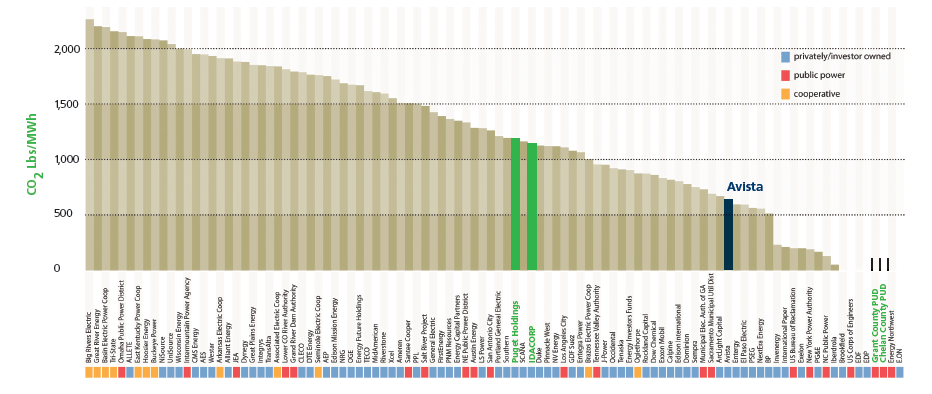 CO2 Lbs/MWh
2,000
1,500
1,000
500
0
privately/investor owned
public power
cooperative
Avista
Big Rivers Electric
Great River Energy
Basin Electric Power Coop
Tri-State
Omaha Public Power District
ALLETE
East Kentucky Power Coop
Hoosier Energy
Buckeye Power
NiSource
UniSource
Wisconsin Energy
Intermountain Power Agency
CMS Energy
AES
Westar
Arkansas Electric Coop
Alliant Energy
JEA
Dynegy
Great Plains Energy
Integrys
TransAlta
Associated Electric Coop
Lower CO River Authority
Grand River Dam Authority
CLECO
DTE Energy
Seminole Electric Coop
AEP
Edison Mission Energy
NRG
OGE
Energy Future Holdings
TECO
MidAmerican
Firestone
Xcel
Ameren
Santee Cooper
PPL
Salt River Project
FirstEnergy
General Electric
PNM Resources
Energy Capital Partners
NE Public Power District
Austin Energy
LS Power
San Antonio City
Portland General Electric
Southern
Puget Holdings
SCANA
IDACORP
Duke
Pinnacle West
NV Energy
Los Angeles City
GDF Suez
Entegra Power
Brazos Electric Power Coop
Tennessee Valley Authority
J-Power
Occidental
Tenaska
Energy Investors Funds
Oglethorpe
Rockland Capital
Dow Chemical
Exxon Mobil
Calpine
Edison International
Dominion
Sempra
Municipal Elec. Auth. of GA
Sacramento Municipal Util Dist
ArcLight Capital
Avista
Entergy
El Paso Electric
PSEG
NextEra Energy
BP
Invenergy
International Paper
US Bureau of Reclamation
Exelon
New York Power Authority
PG&E
NC Public Power
Iberdrola
Brookfield
US Corps of Engineers
EDF
EDP
Grant County PUD
Chelan County PUD
Energy Northwest
E.ON